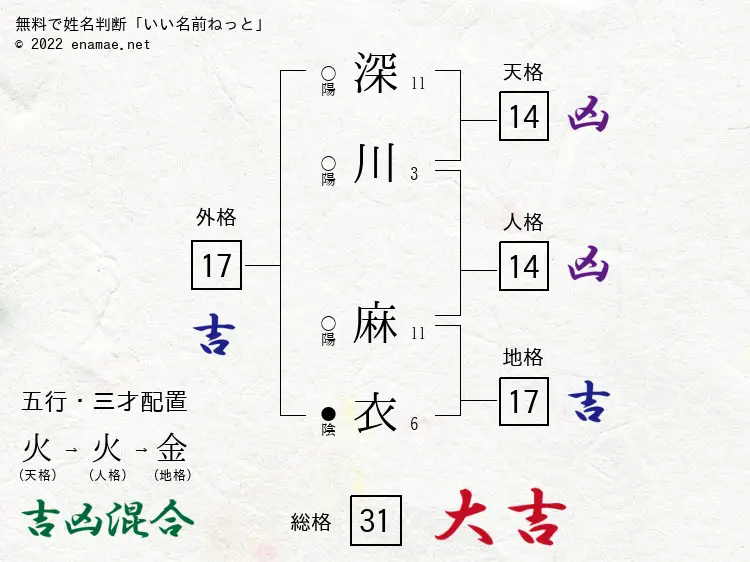 無料で姓名判断「いい名前ねっと」
© 2022 enamae.net
○陽 深 11
○陽 川 3
○陽 麻 11
●陰 衣 6
天格
14 凶
人格
14 凶
地格
17 吉
外格
17
吉
五行・三才配置
火 → 火 → 金
(天格) (人格) (地格)
吉凶混合
総格 31 大吉